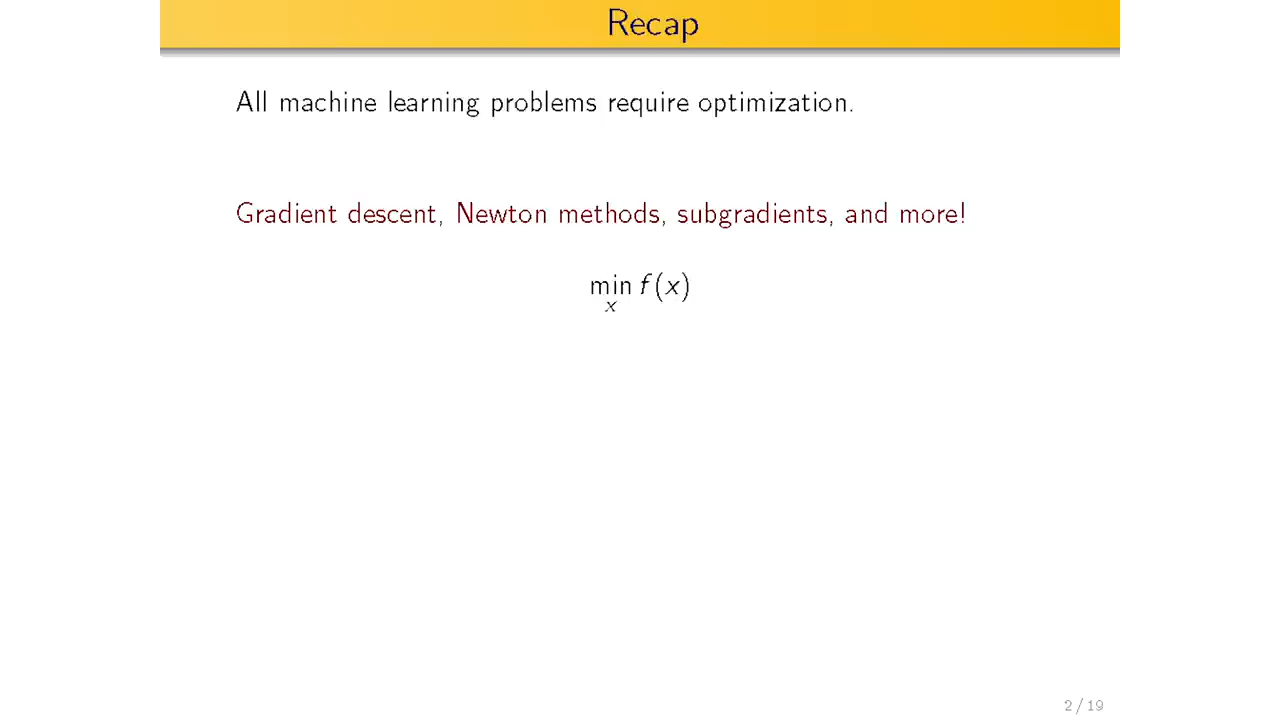 Recap
All machine learning problems require optimization.
Gradient descent, Newton methods, subgradients, and more!
min f(x)
x
2 / 19